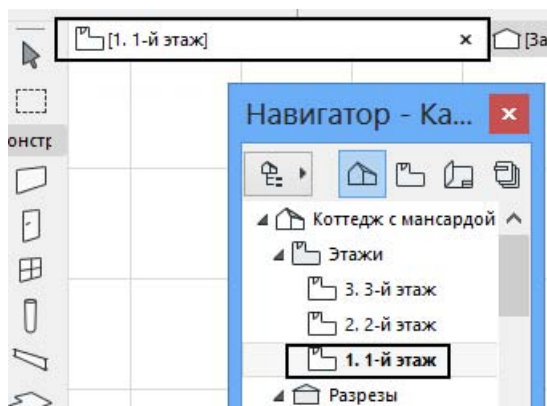 [1. 1-й этаж]
[За
онстр
Навигатор - Ка...
Коттедж с мансардой
Этажи
3. 3-й этаж
2. 2-й этаж
1. 1-й этаж
Разрезы